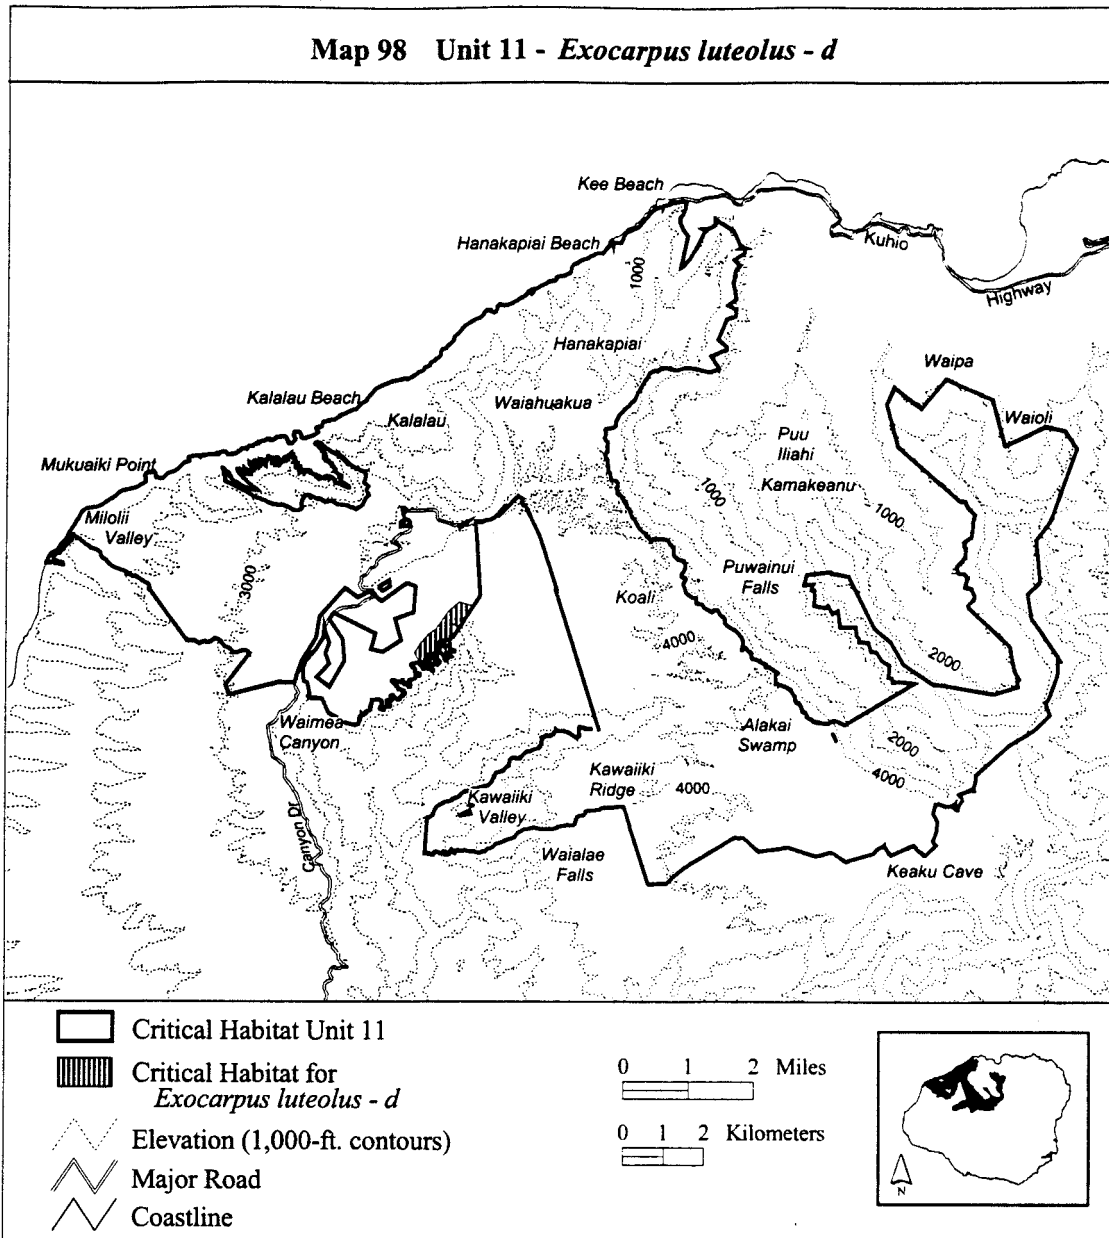 Map 98 Unit 11 - Exocarpus luteolus - d
Kee Beach
Hanakapiai Beach
Kuhio
Highway
1000
Hanakapiai
Waipa
Kalalau Beach
Waiahuakua
Kalalau
Waioli
Puu
Iliahi
Mukuaiki Point
Kamakeanu
1000
1000
Milolii
Valley
Puwainui
Falls
3000
Koali
4000
2000
Waimea
Canyon
Alakai
Swamp
2000
4000
Kawaiiki
Ridge
4000
Kawaiiki
Valley
Canyon Dr
Waialae
Falls
Keaku Cave
Critical Habitat Unit 11
Critical Habitat for
Exocarpus luteolus - d
Elevation (1,000-ft. contours)
Major Road
Coastline
0 1 2 Miles
0 1 2 Kilometers
N